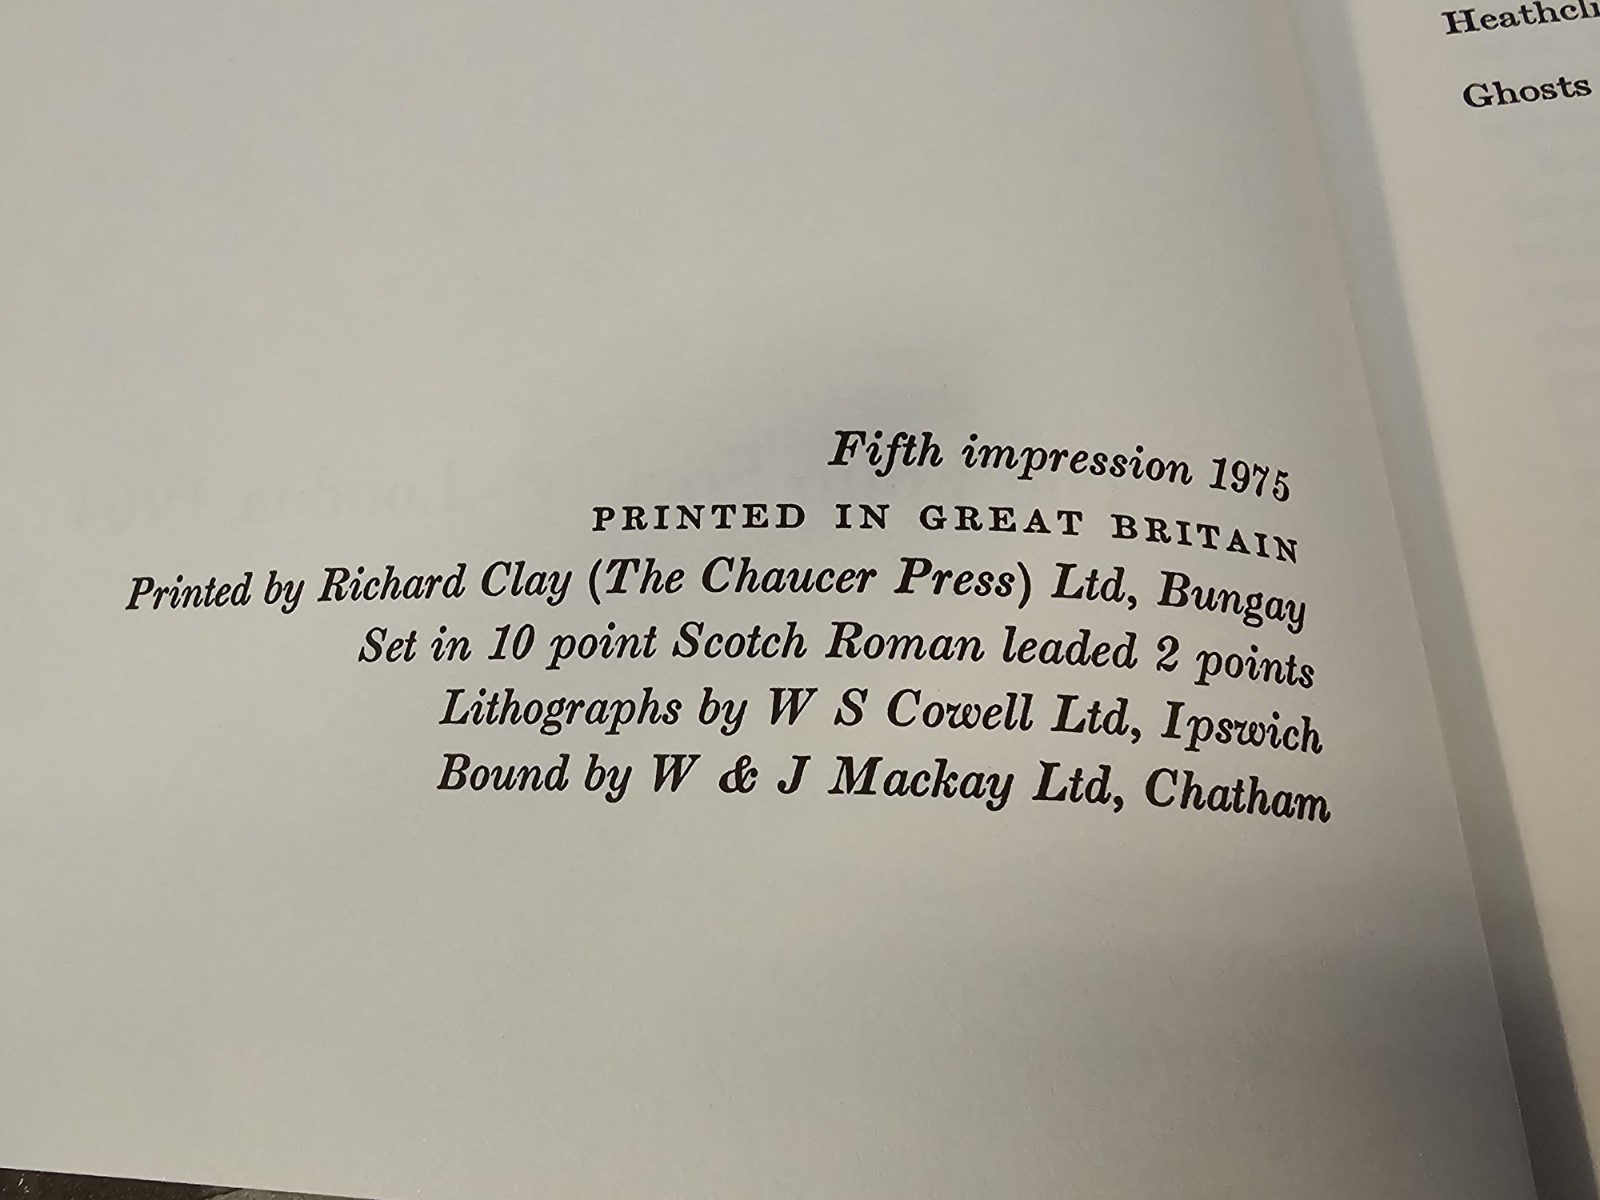 Fifth impression 1975
PRINTED IN GREAT BRITAIN
Printed by Richard Clay (The Chaucer Press) Ltd, Bungay
Set in 10 point Scotch Roman leaded 2 points
Lithographs by W S Cowell Ltd, Ipswich
Bound by W & J Mackay Ltd, Chatham
Ghosts